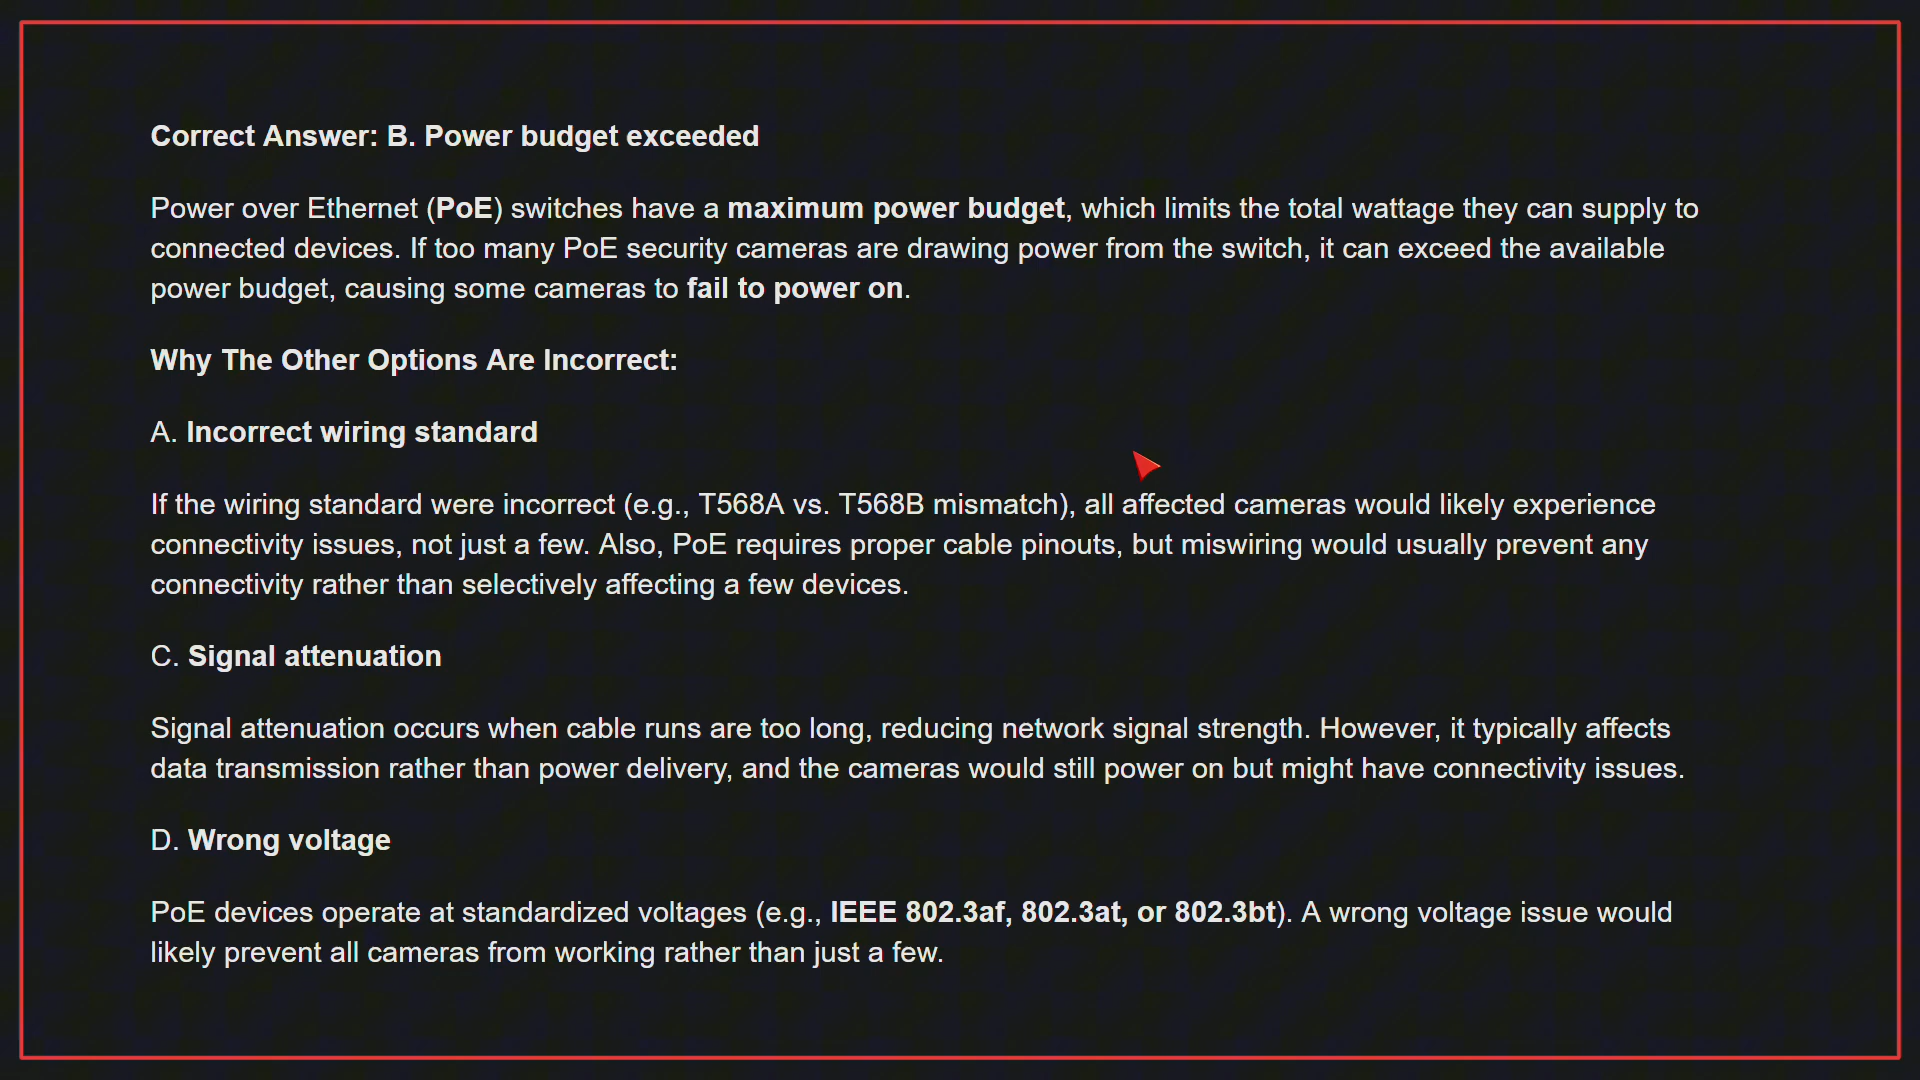 Correct Answer: B. Power budget exceeded
Power over Ethernet (PoE) switches have a maximum power budget, which limits the total wattage they can supply to
connected devices. If too many PoE security cameras are drawing power from the switch, it can exceed the available
power budget, causing some cameras to fail to power on.
Why The Other Options Are Incorrect:
A. Incorrect wiring standard
If the wiring standard were incorrect (e.g., T568A vs. T568B mismatch), all affected cameras would likely experience
connectivity issues, not just a few. Also, PoE requires proper cable pinouts, but miswiring would usually prevent any
connectivity rather than selectively affecting a few devices.
C. Signal attenuation
Signal attenuation occurs when cable runs are too long, reducing network signal strength. However, it typically affects
data transmission rather than power delivery, and the cameras would still power on but might have connectivity issues.
D. Wrong voltage
PoE devices operate at standardized voltages (e.g., IEEE 802.3af, 802.3at, or 802.3bt). A wrong voltage issue would
likely prevent all cameras from working rather than just a few.